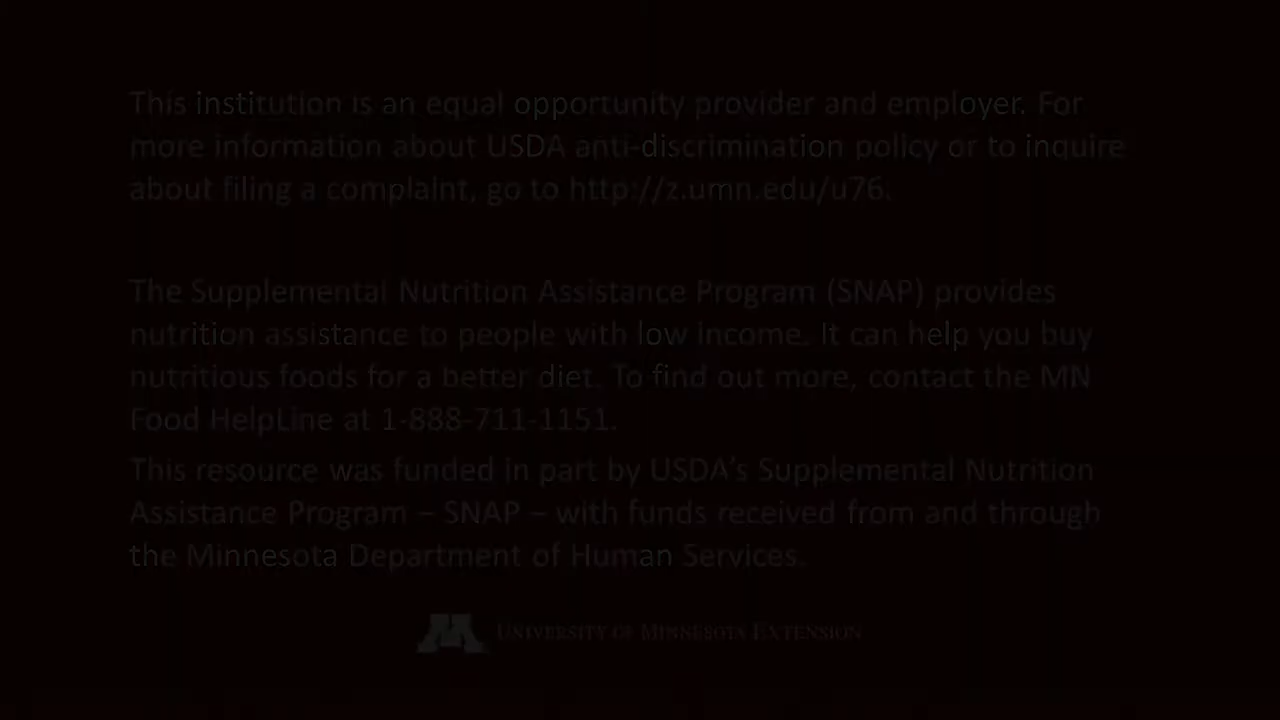 This institution is an equal opportunity provider and employer. For
more information about USDA anti-discrimination policy or to inquire
about filing a complaint, go to http://z.umn.edu/u76.
The Supplemental Nutrition Assistance Program (SNAP) provides
nutrition assistance to people with low income. It can help you buy
nutritious foods for a better diet. To find out more, contact the MN
Food HelpLine at 1-888-711-1151.
This resource was funded in part by USDA’s Supplemental Nutrition
Assistance Program – SNAP – with funds received from and through
the Minnesota Department of Human Services.
M UNIVERSITY OF MINNESOTA EXTENSION